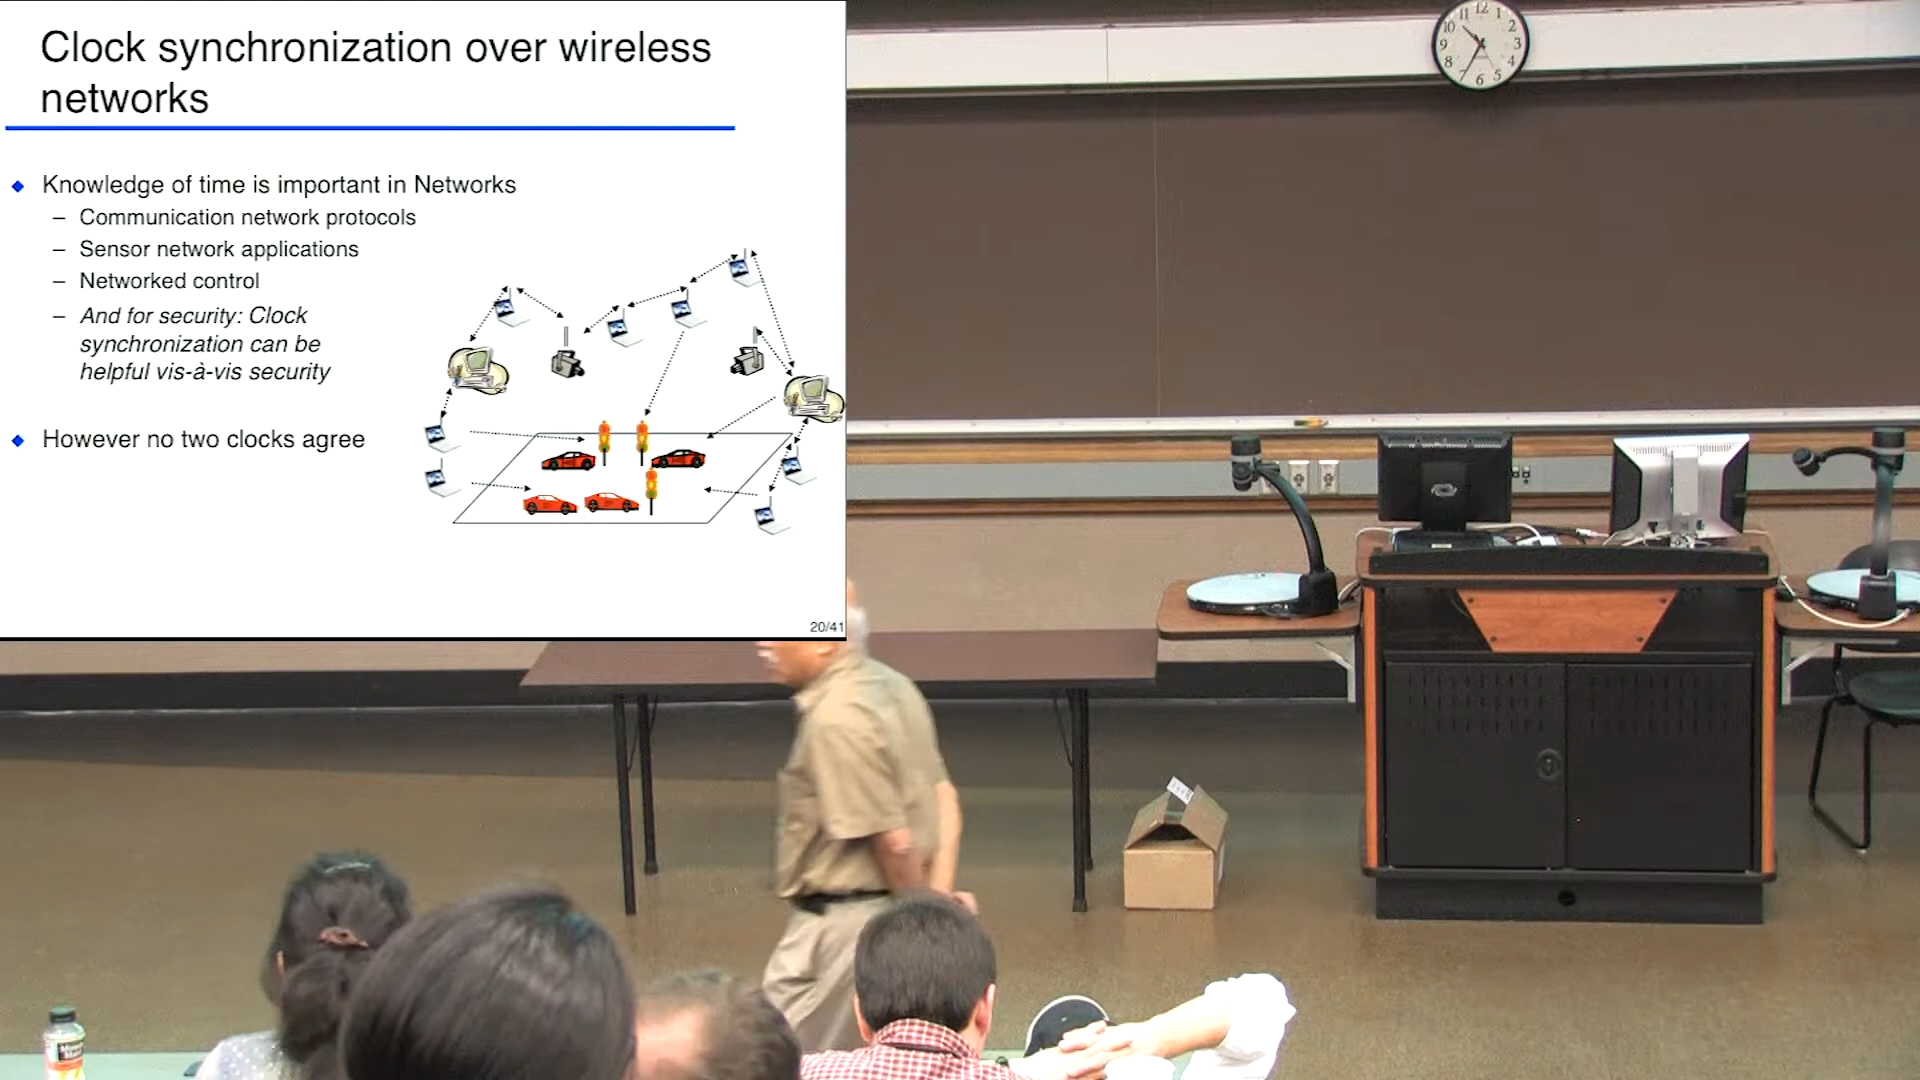 Clock synchronization over wireless
networks
Knowledge of time is important in Networks
– Communication network protocols
– Sensor network applications
– Networked control
– And for security: Clock
synchronization can be
helpful vis-à-vis security
However no two clocks agree
20/41
12
1
2
3
4
5
6
7
8
9
10
11